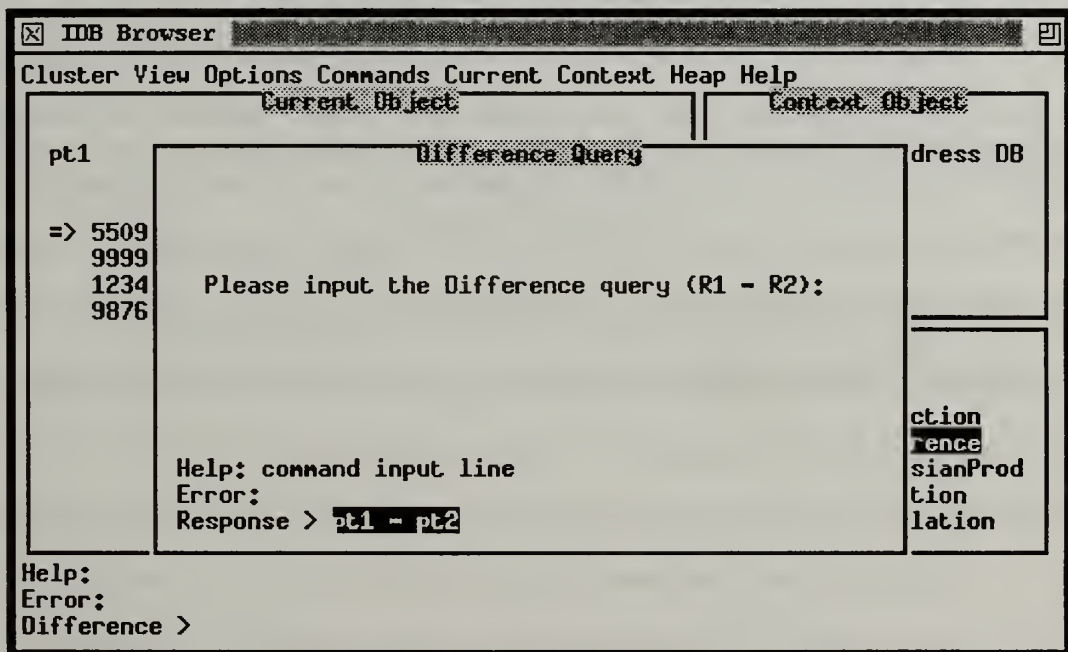 IDB Browser
Cluster View Options Commands Current Context Heap Help
Current Object
Context Object
pt1
Difference Query
dress DB
=> 5509
9999
1234
9876
Please input the Difference query (R1 - R2):
ction
rence
sianProd
tion
lation
Help: command input line
Error:
Response > pt1 - pt2
Help:
Error:
Difference >